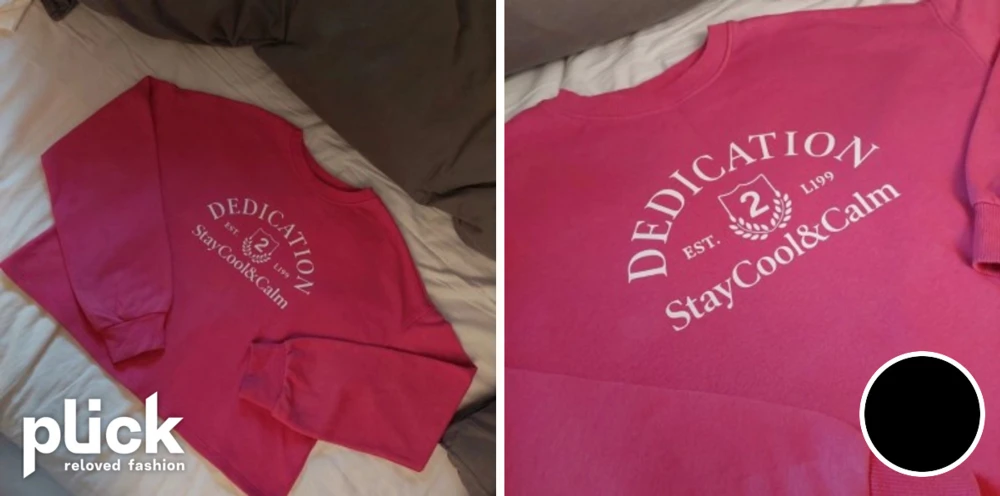 DEDICATION
EST.
2
L199
StayCool&Calm
plick
reloved fashion
DEDICATION
EST.
2
L199
StayCool&Calm